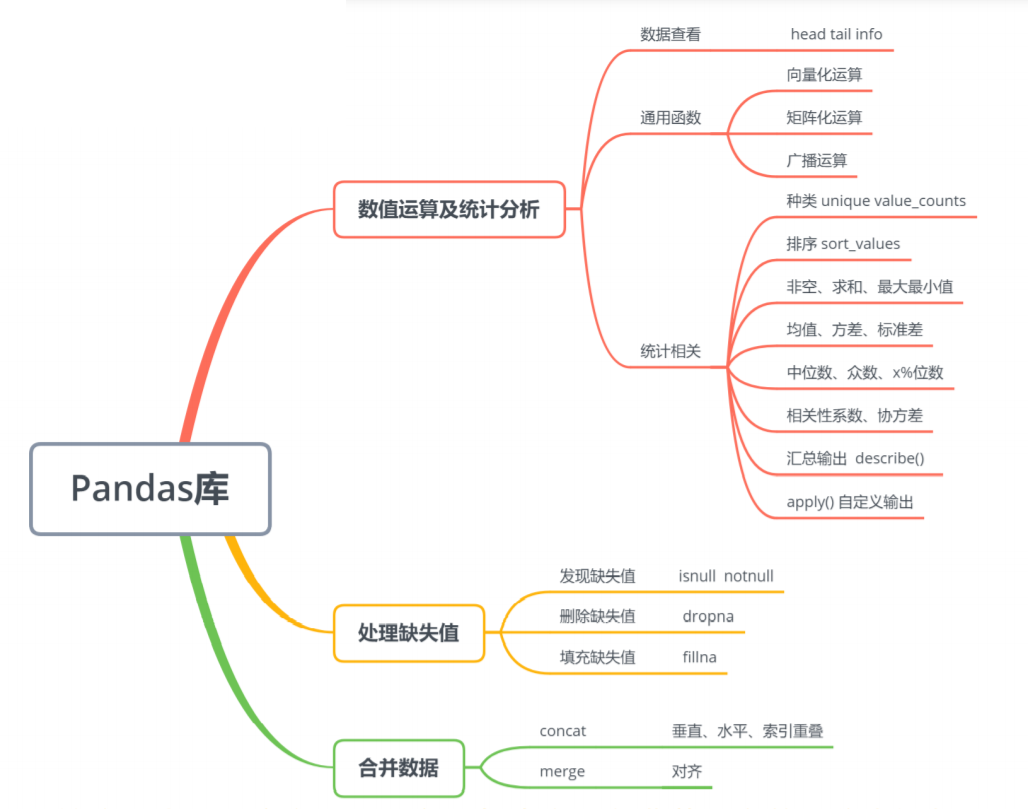 Pandas库
数值运算及统计分析
数据查看 head tail info
通用函数
向量化运算
矩阵化运算
广播运算
统计相关
种类 unique value_counts
排序 sort_values
非空、求和、最大最小值
均值、方差、标准差
中位数、众数、x%位数
相关性系数、协方差
汇总输出 describe()
apply() 自定义输出
处理缺失值
发现缺失值 isnull notnull
删除缺失值 dropna
填充缺失值 fillna
合并数据
concat 垂直、水平、索引重叠
merge 对齐